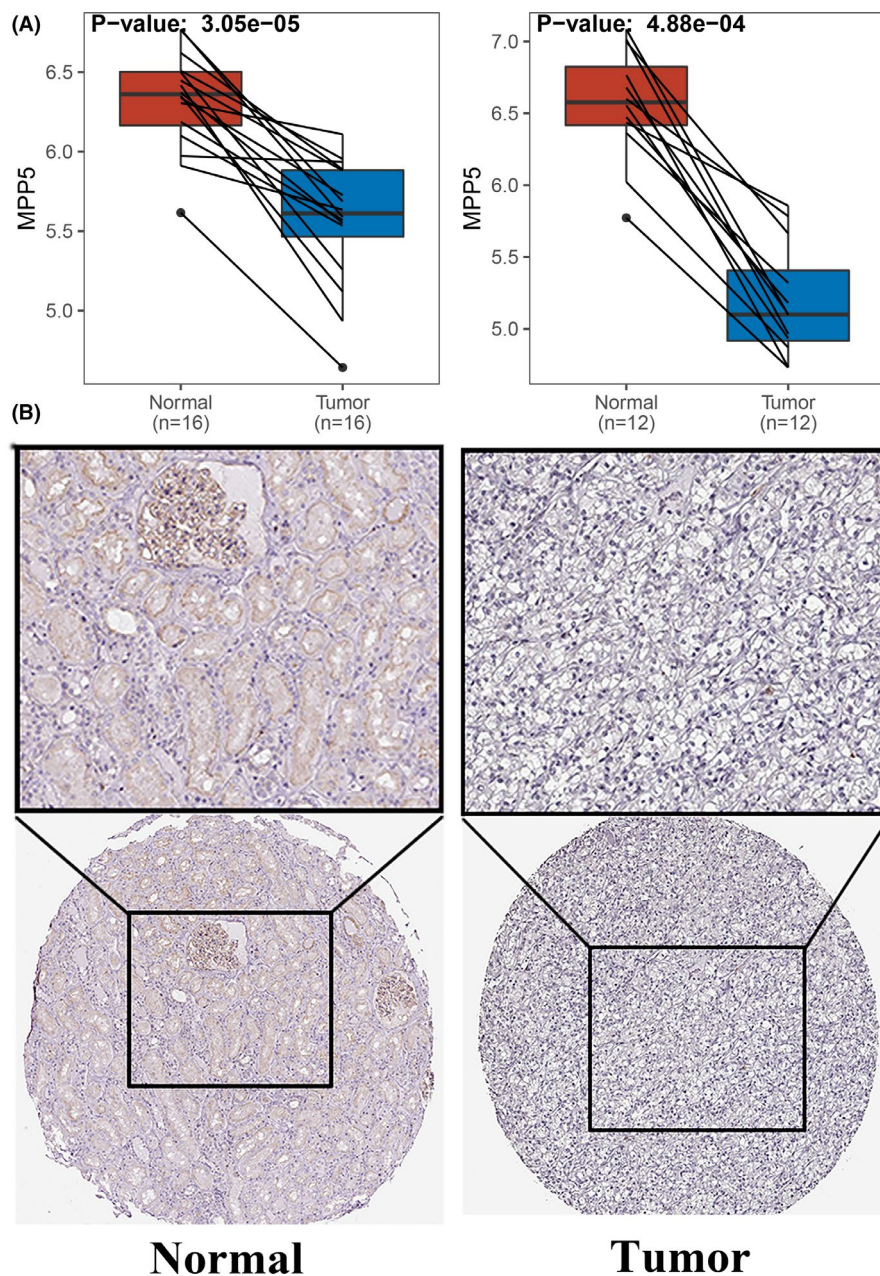 (A)
P−value: 3.05e−05
MPP5
6.5
6.0
5.5
5.0
Normal
(n=16)
Tumor
(n=16)
P−value: 4.88e−04
MPP5
7.0
6.5
6.0
5.5
5.0
Normal
(n=12)
Tumor
(n=12)
(B)
Normal
Tumor